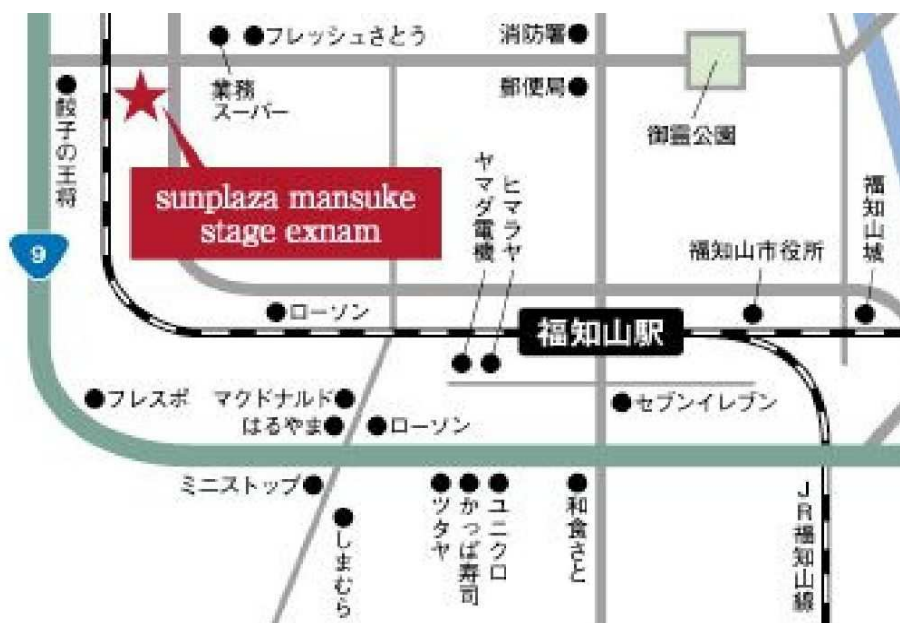 フレッシュさとう
消防署
業務
スーパー
郵便局
御霊公園
餃子の王将
sunplaza mansuke
stage exnam
ヤマダ電機
ヒマラヤ
福知山城
9
福知山市役所
ローソン
福知山駅
フレスポ
マクドナルド
はるやま
ローソン
セブンイレブン
ミニストップ
しまむら
ツタヤ
かっぱ寿司
ユニクロ
和食さと
JR福知山線